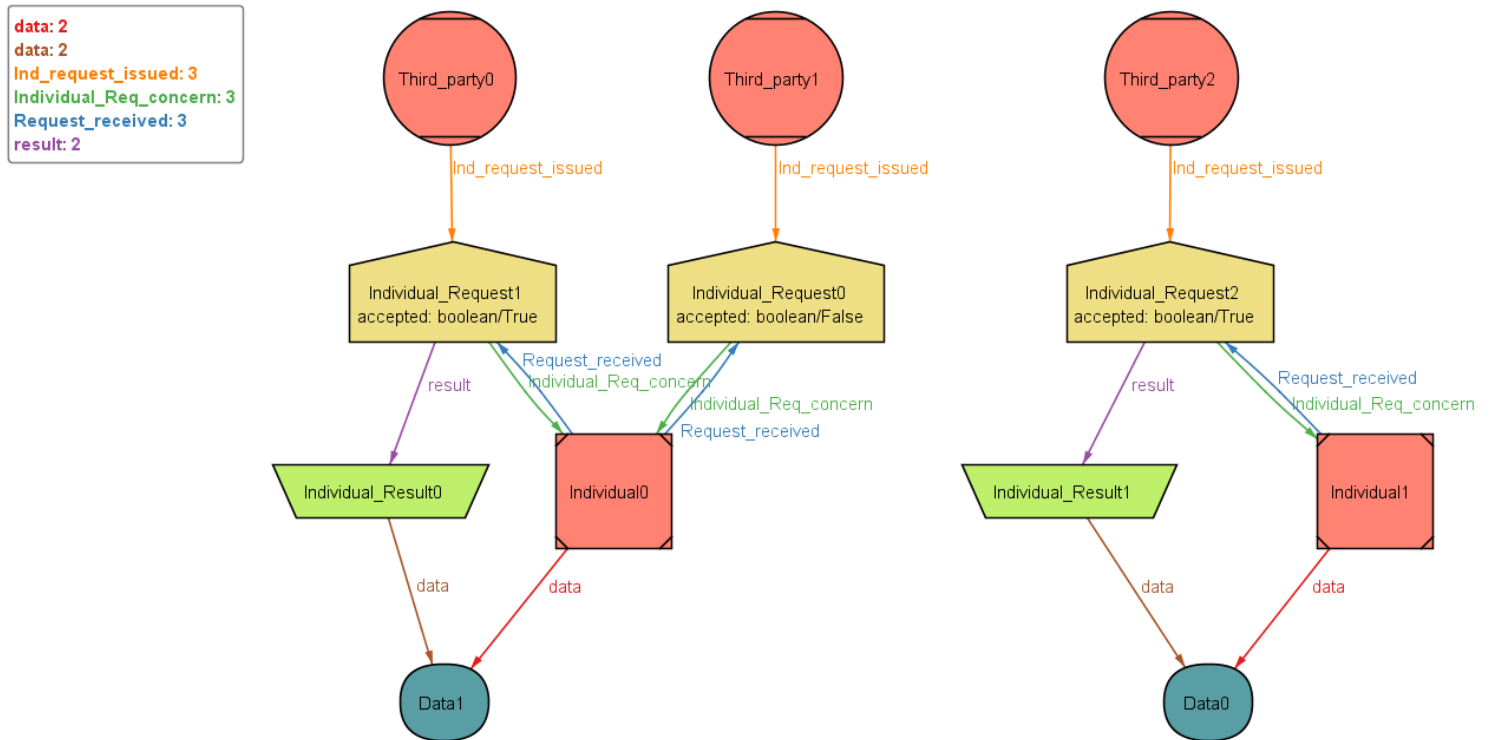 data: 2
data: 2
Ind_request_issued: 3
Individual_Req_concern: 3
Request_received: 3
result: 2
Third_party0
Third_party1
Third_party2
Ind_request_issued
Ind_request_issued
Ind_request_issued
Individual_Request1
accepted: boolean/True
Individual_Request0
accepted: boolean/False
Individual_Request2
accepted: boolean/True
Request_received
Individual_Req_concern
result
Individual_Req_concern
Request_received
Request_received
Individual_Req_concern
result
Individual_Result0
Individual0
Individual_Result1
Individual1
data
data
data
data
Data1
Data0